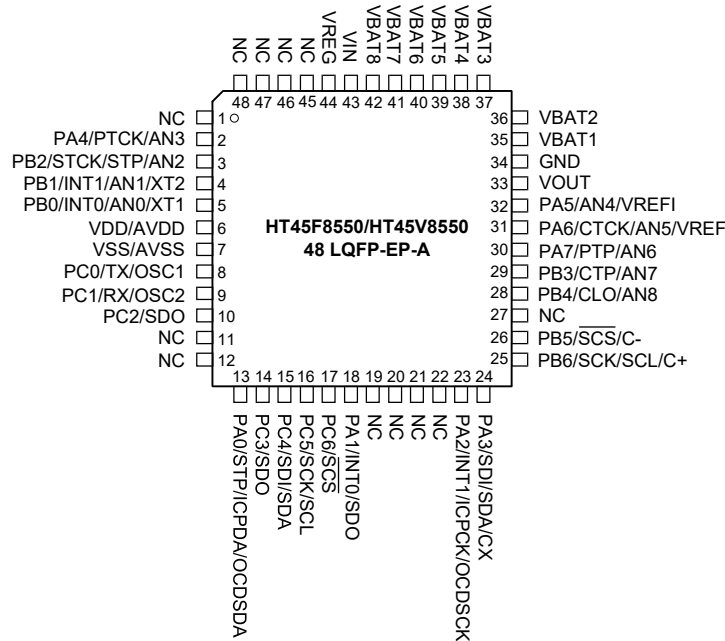 NC
NC
NC
NC
VREG
VIN
VBAT8
VBAT7
VBAT6
VBAT5
VBAT4
VBAT3
48 47 46 45 44 43 42 41 40 39 38 37
NC 1
PA4/PTCK/AN3 2
PB2/STCK/STP/AN2 3
PB1/INT1/AN1/XT2 4
PB0/INT0/AN0/XT1 5
VDD/AVDD 6
VSS/AVSS 7
PC0/TX/OSC1 8
PC1/RX/OSC2 9
PC2/SDO 10
NC 11
NC 12
HT45F8550/HT45V8550
48 LQFP-EP-A
36 VBAT2
35 VBAT1
34 GND
33 VOUT
32 PA5/AN4/VREFI
31 PA6/CTCK/AN5/VREF
30 PA7/PTP/AN6
29 PB3/CTP/AN7
28 PB4/CLO/AN8
27 NC
26 PB5/SCS/C-
25 PB6/SCK/SCL/C+
13 14 15 16 17 18 19 20 21 22 23 24
PA0/STP/ICPDA/OCDSDA
PC3/SDO
PC4/SDI/SDA
PC5/SCK/SCL
PC6/SCS
PA1/INT0/SDO
NC
NC
NC
NC
PA2/INT1/ICPCK/OCDSCK
PA3/SDI/SDA/CX